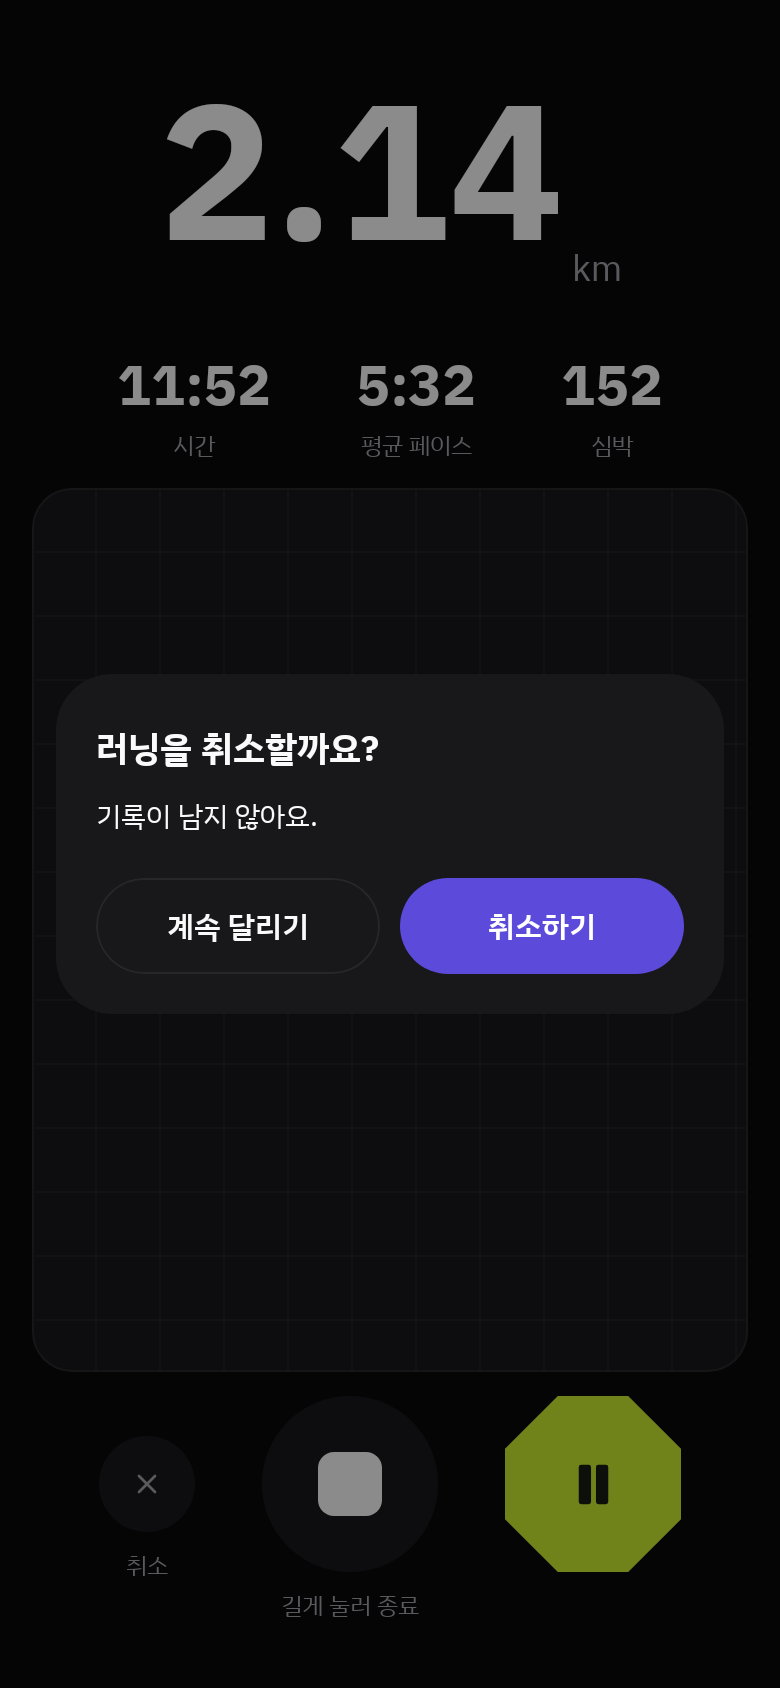 2.14 km
11:52 5:32 152
시간 평균 페이스 심박
러닝을 취소할까요?
기록이 남지 않아요.
계속 달리기 취소하기
취소
길게 눌러 종료